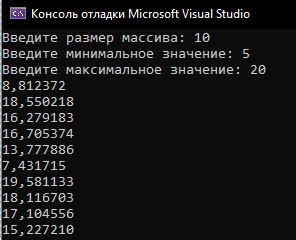 Консоль отладки Microsoft Visual Studio
Введите размер массива: 10
Введите минимальное значение: 5
Введите максимальное значение: 20
8,812372
18,550218
16,279183
16,705374
13,777886
7,431715
19,581133
18,116703
17,104556
15,227210